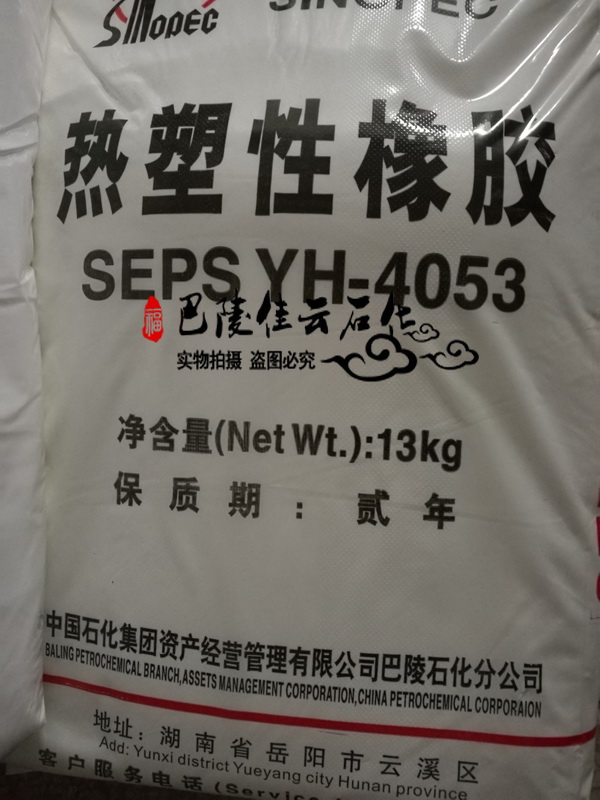 SINOPEC SINOPEC
热塑性橡胶
SEPS YH-4053
福 巴陵佳云石化
实物拍摄 盗图必究
净含量(Net Wt.):13kg
保质期：贰年
中国石化集团资产经营管理有限公司巴陵石化分公司
BALING PETROCHEMICAL BRANCH,ASSETS MANAGEMENT CORPORATION,CHINA PETROCHEMICAL CORPORAION
地址：湖南省岳阳市云溪区
Add: Yunxi district Yueyang city Hunan province
客户服务电话(Service